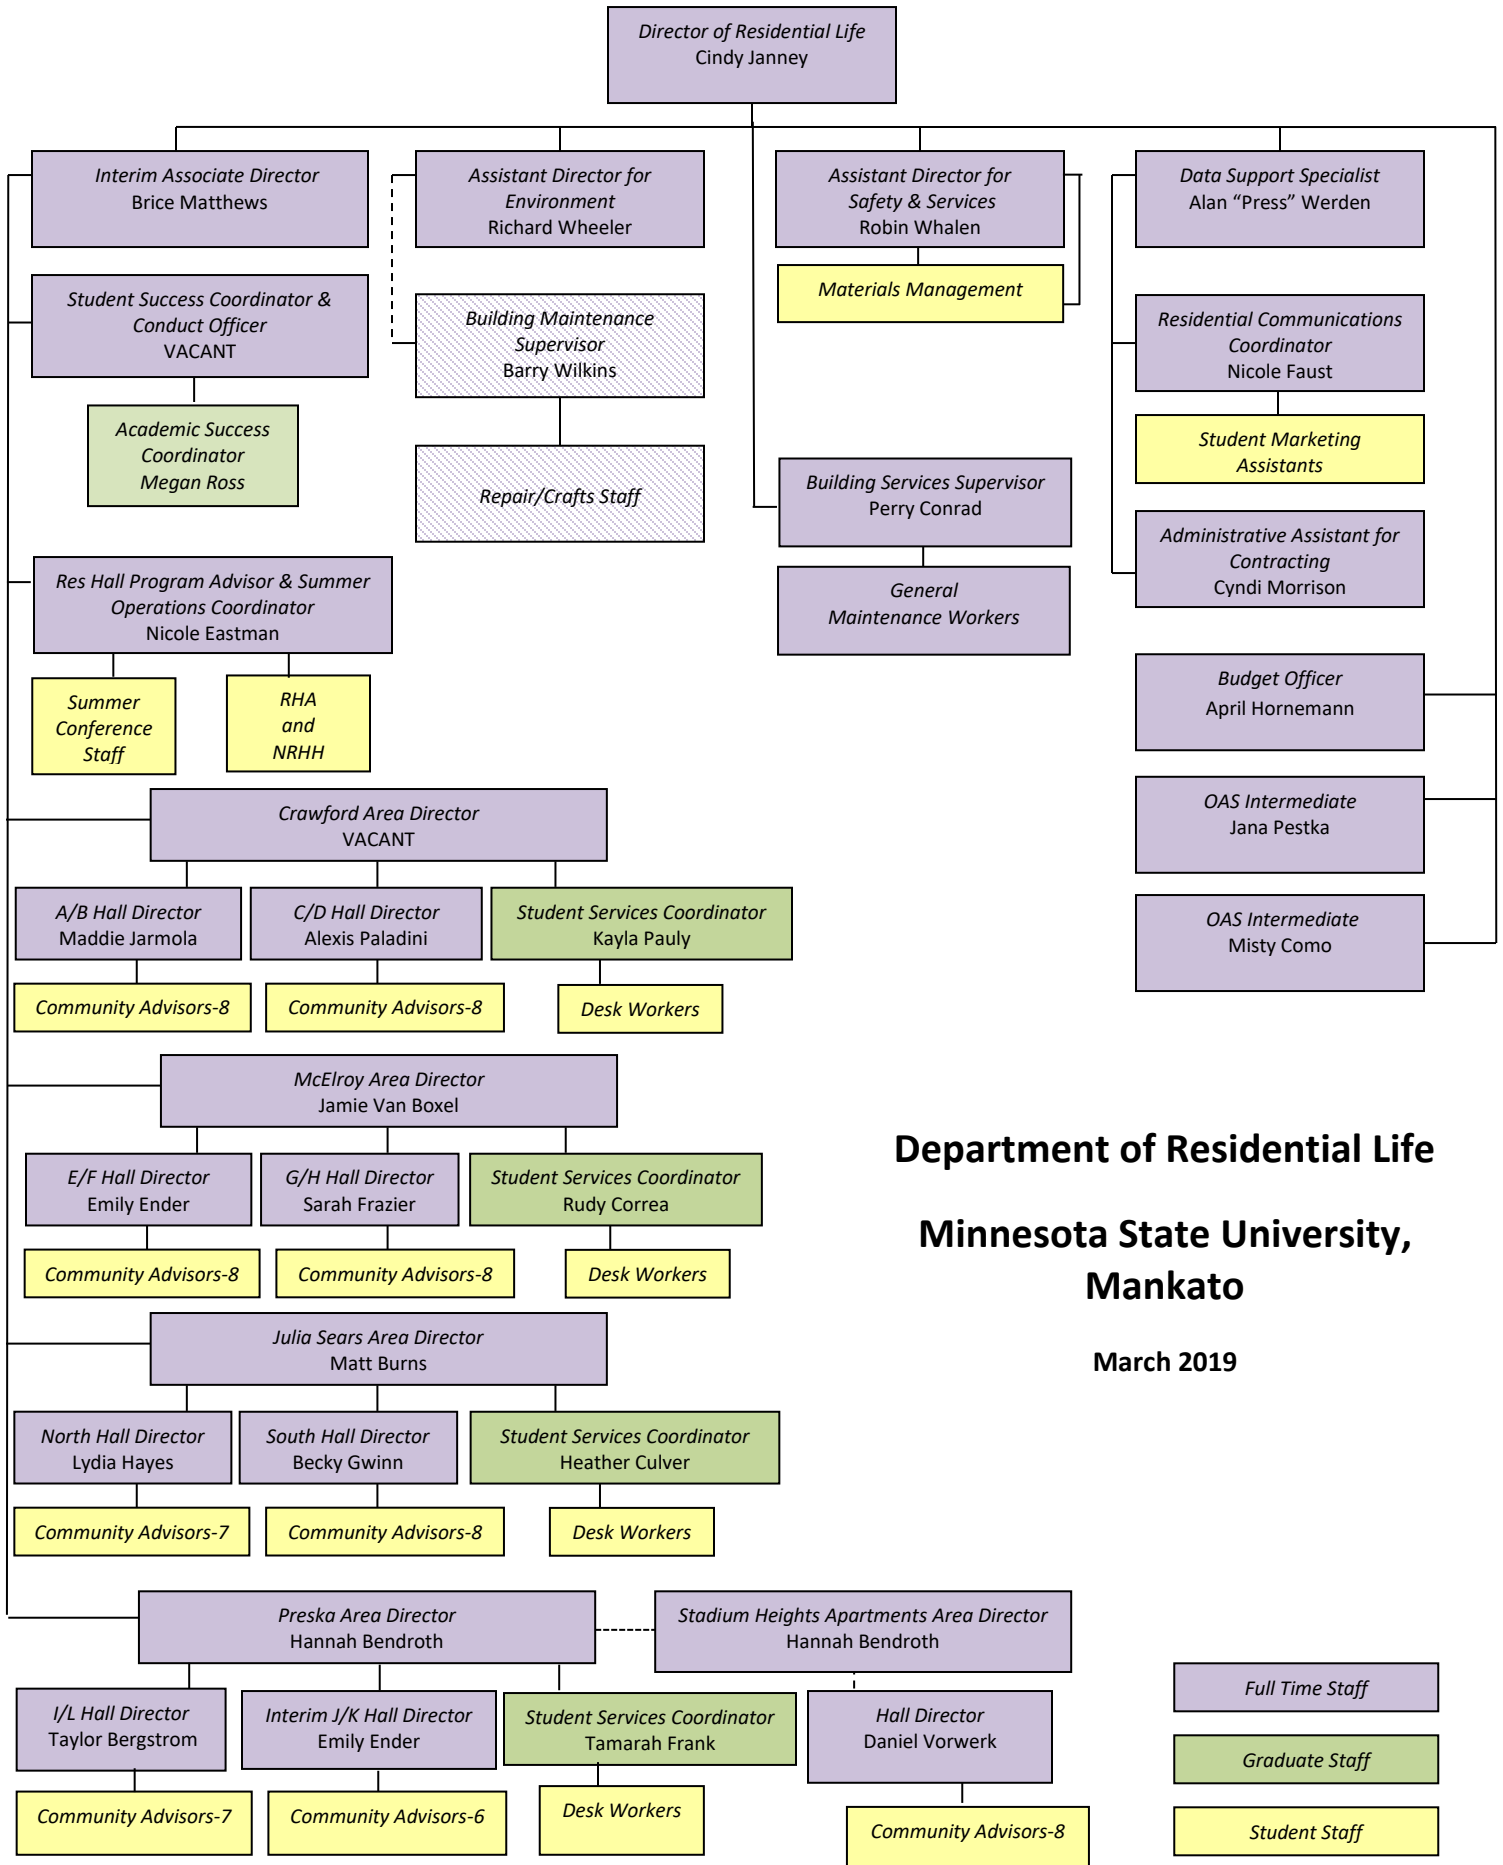 Director of Residential Life
Cindy Janney
Interim Associate Director
Brice Matthews
Assistant Director for
Environment
Richard Wheeler
Assistant Director for
Safety & Services
Robin Whalen
Data Support Specialist
Alan “Press” Werden
Materials Management
Student Success Coordinator &
Conduct Officer
VACANT
Building Maintenance
Supervisor
Barry Wilkins
Residential Communications
Coordinator
Nicole Faust
Academic Success
Coordinator
Megan Ross
Student Marketing
Assistants
Repair/Crafts Staff
Building Services Supervisor
Perry Conrad
Administrative Assistant for
Contracting
Cyndi Morrison
Res Hall Program Advisor & Summer
Operations Coordinator
Nicole Eastman
General
Maintenance Workers
Summer
Conference
Staff
RHA
and
NRHH
Budget Officer
April Hornemann
Crawford Area Director
VACANT
OAS Intermediate
Jana Pestka
A/B Hall Director
Maddie Jarmola
C/D Hall Director
Alexis Paladini
Student Services Coordinator
Kayla Pauly
OAS Intermediate
Misty Como
Community Advisors-8
Community Advisors-8
Desk Workers
McElroy Area Director
Jamie Van Boxel
E/F Hall Director
Emily Ender
G/H Hall Director
Sarah Frazier
Student Services Coordinator
Rudy Correa
Community Advisors-8
Community Advisors-8
Desk Workers
Department of Residential Life
Minnesota State University,
Mankato
March 2019
Julia Sears Area Director
Matt Burns
North Hall Director
Lydia Hayes
South Hall Director
Becky Gwinn
Student Services Coordinator
Heather Culver
Community Advisors-7
Community Advisors-8
Desk Workers
Preska Area Director
Hannah Bendroth
Stadium Heights Apartments Area Director
Hannah Bendroth
I/L Hall Director
Taylor Bergstrom
Interim J/K Hall Director
Emily Ender
Student Services Coordinator
Tamarah Frank
Hall Director
Daniel Vorwerk
Community Advisors-7
Community Advisors-6
Desk Workers
Community Advisors-8
Full Time Staff
Graduate Staff
Student Staff